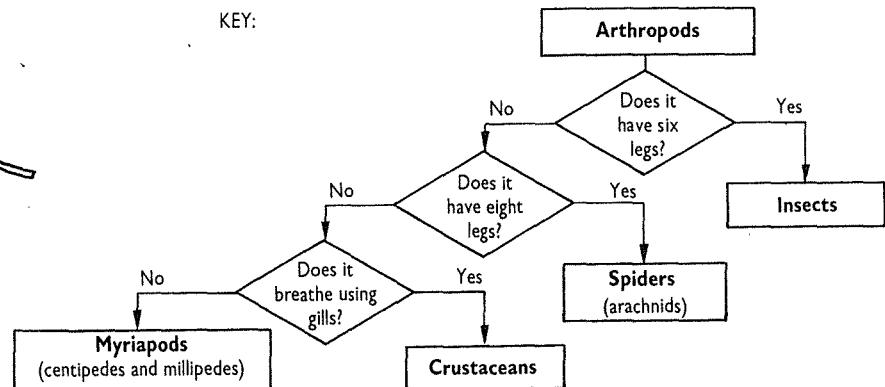 KEY:
Arthropods
Does it
have six
legs?
No
Yes
Insects
Does it
have eight
legs?
No
Yes
Spiders
(arachnids)
Does it
breathe using
gills?
No
Yes
Myriapods
(centipedes and millipedes)
Crustaceans